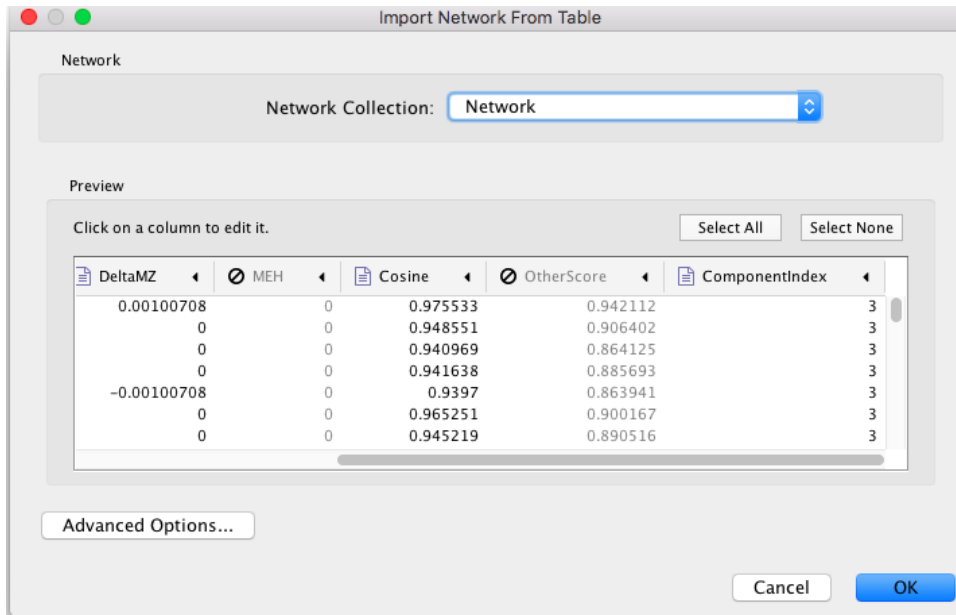 Import Network From Table
Network
Network Collection: Network
Preview
Click on a column to edit it. Select All Select None
DeltaMZ MEH Cosine OtherScore ComponentIndex
0.00100708 0 0.975533 0.942112 3
0 0 0.948551 0.906402 3
0 0 0.940969 0.864125 3
0 0 0.941638 0.885693 3
-0.00100708 0 0.9397 0.863941 3
0 0 0.965251 0.900167 3
0 0 0.945219 0.890516 3
Advanced Options...
Cancel OK